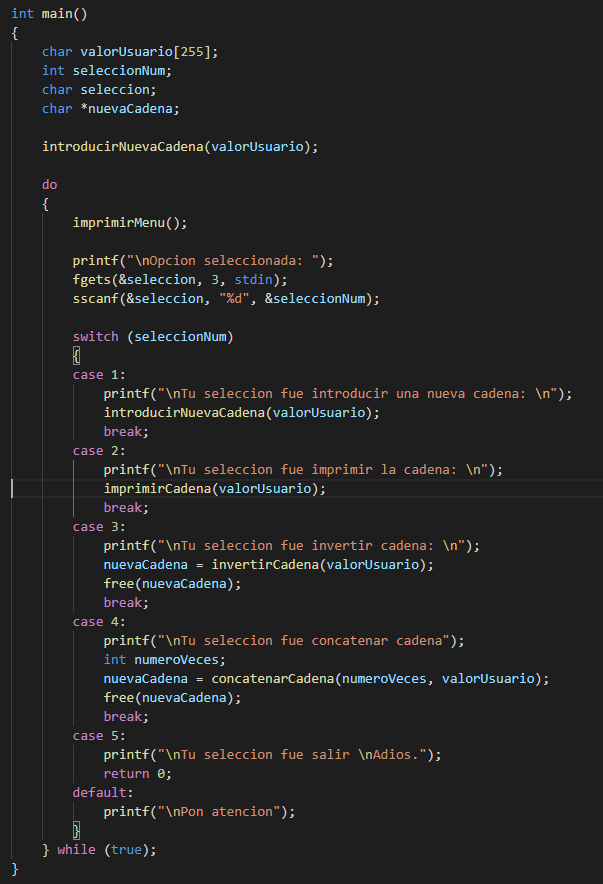 int main()
{
    char valorUsuario[255];
    int seleccionNum;
    char seleccion;
    char *nuevaCadena;

    introducirNuevaCadena(valorUsuario);

    do
    {
        imprimirMenu();

        printf("\nOpcion seleccionada: ");
        fgets(&seleccion, 3, stdin);
        sscanf(&seleccion, "%d", &seleccionNum);

        switch (seleccionNum)
        {
        case 1:
            printf("\nTu seleccion fue introducir una nueva cadena: \n");
            introducirNuevaCadena(valorUsuario);
            break;
        case 2:
            printf("\nTu seleccion fue imprimir la cadena: \n");
            imprimirCadena(valorUsuario);
            break;
        case 3:
            printf("\nTu seleccion fue invertir cadena: \n");
            nuevaCadena = invertirCadena(valorUsuario);
            free(nuevaCadena);
            break;
        case 4:
            printf("\nTu seleccion fue concatenar cadena");
            int numeroVeces;
            nuevaCadena = concatenarCadena(numeroVeces, valorUsuario);
            free(nuevaCadena);
            break;
        case 5:
            printf("\nTu seleccion fue salir \nAdios.");
            return 0;
        default:
            printf("\nPon atencion");
        }
    } while (true);
}